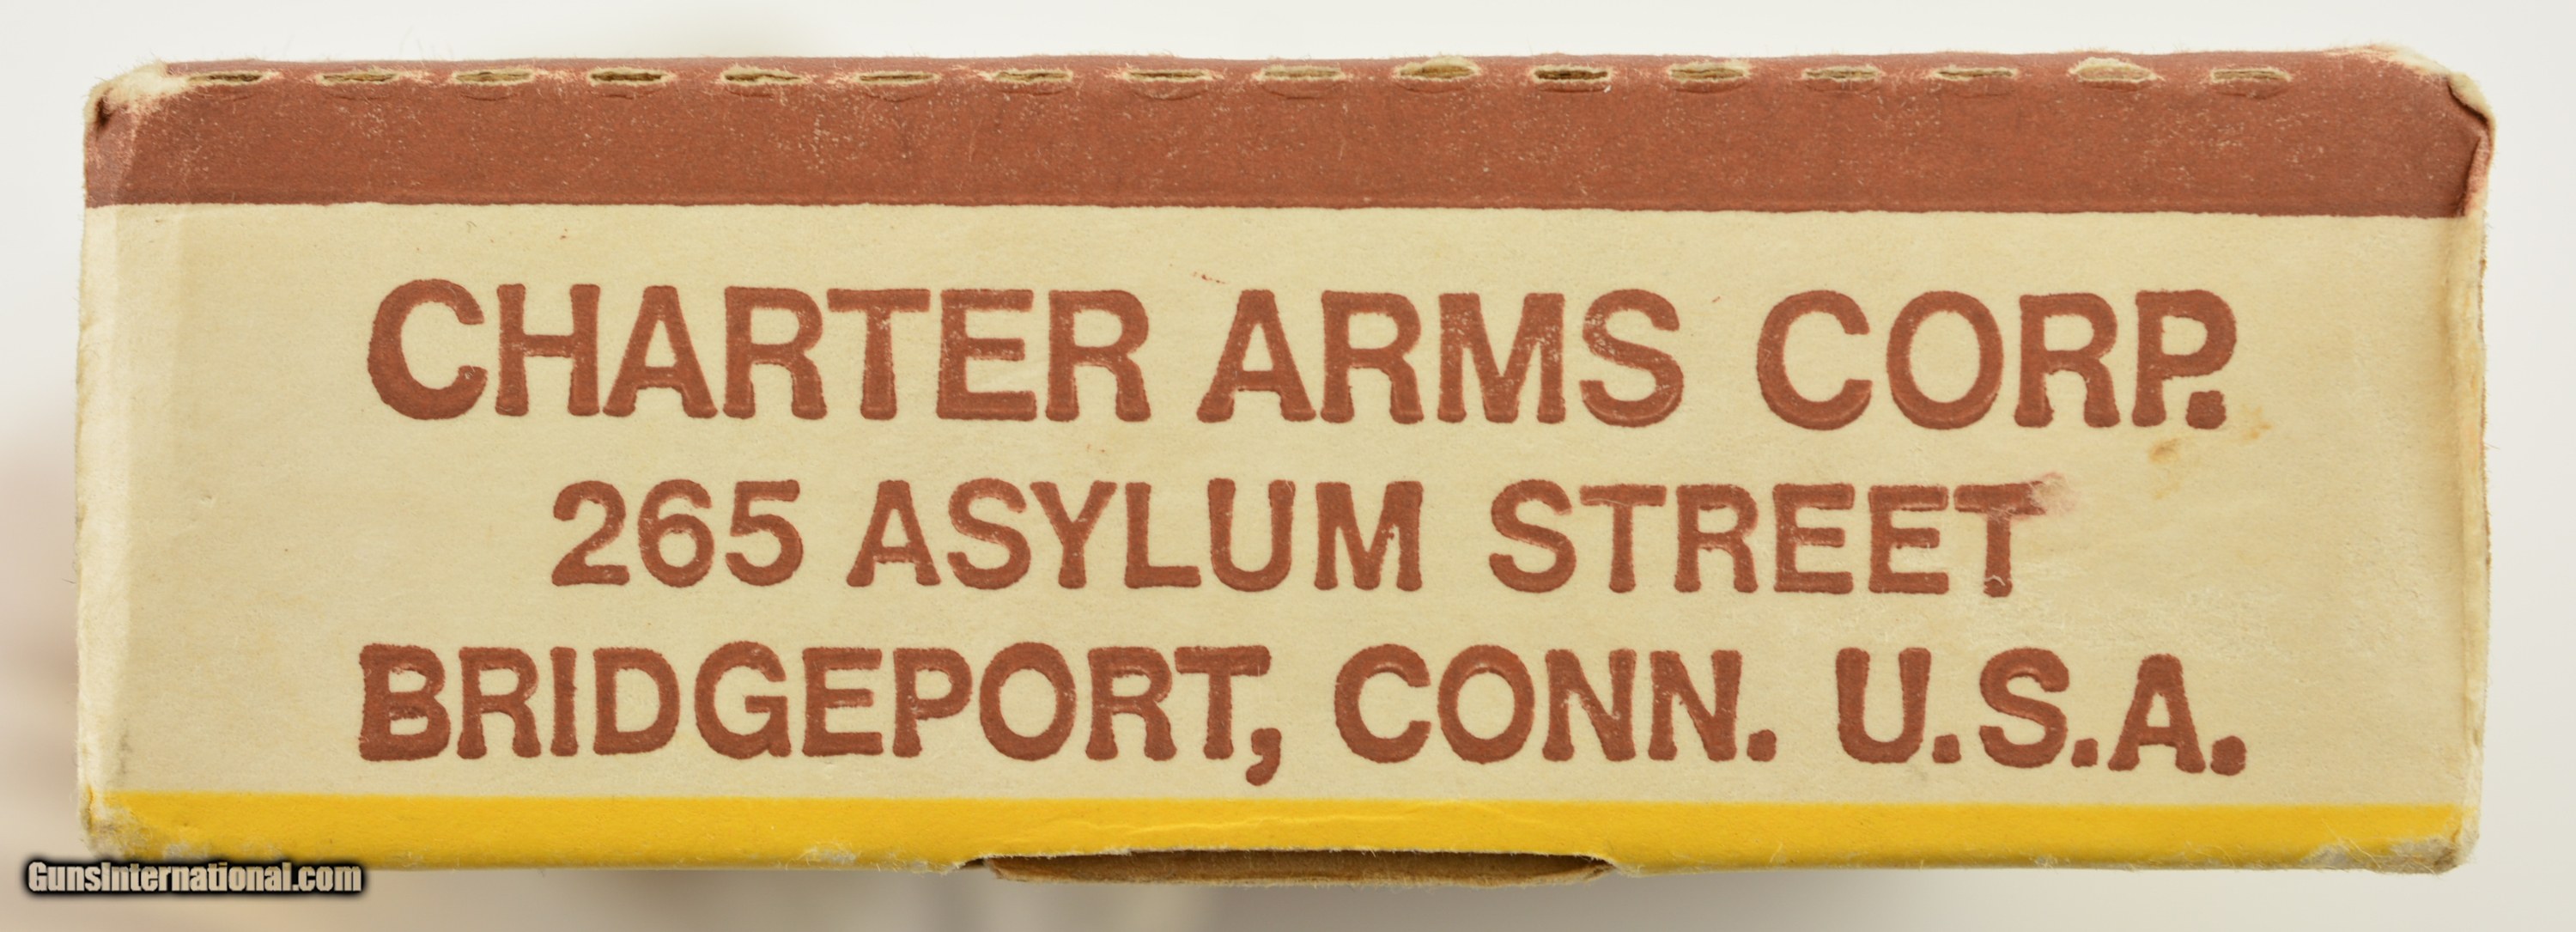 CHARTER ARMS CORP.
265 ASYLUM STREET
BRIDGEPORT, CONN. U.S.A.
GunsInternational.com